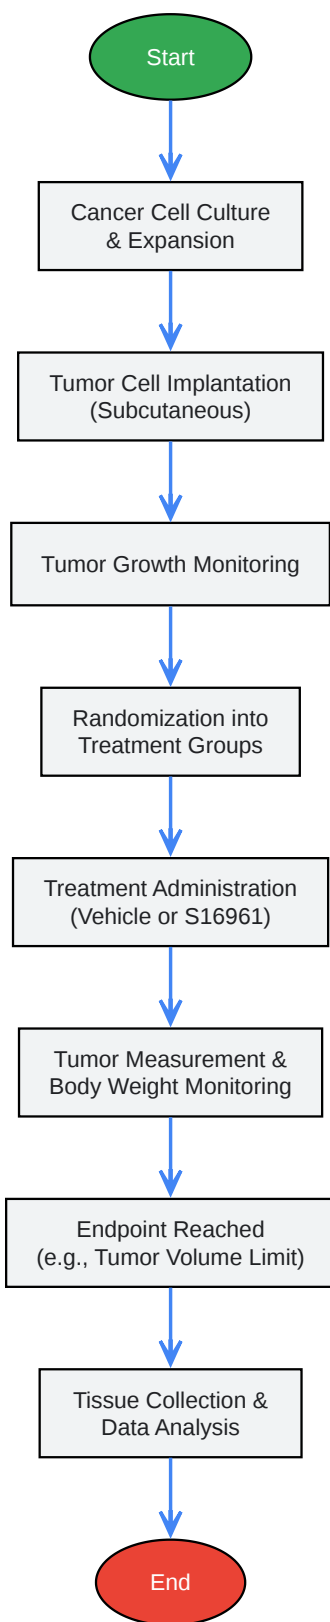 Start
Cancer Cell Culture
& Expansion
Tumor Cell Implantation
(Subcutaneous)
Tumor Growth Monitoring
Randomization into
Treatment Groups
Treatment Administration
(Vehicle or S16961)
Tumor Measurement &
Body Weight Monitoring
Endpoint Reached
(e.g., Tumor Volume Limit)
Tissue Collection &
Data Analysis
End